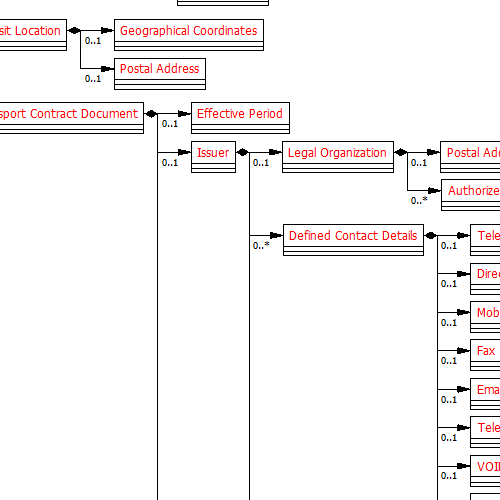 sit Location
0..1
Geographical Coordinates
0..1
Postal Address
sport Contract Document
0..1
Effective Period
0..1
Issuer
0..1
Legal Organization
0..1
Postal Add
0..*
Authorize
0..*
Defined Contact Details
0..1
Tele
0..1
Direc
0..1
Mob
0..1
Fax
0..1
Ema
0..1
Tele
0..1
VOIP